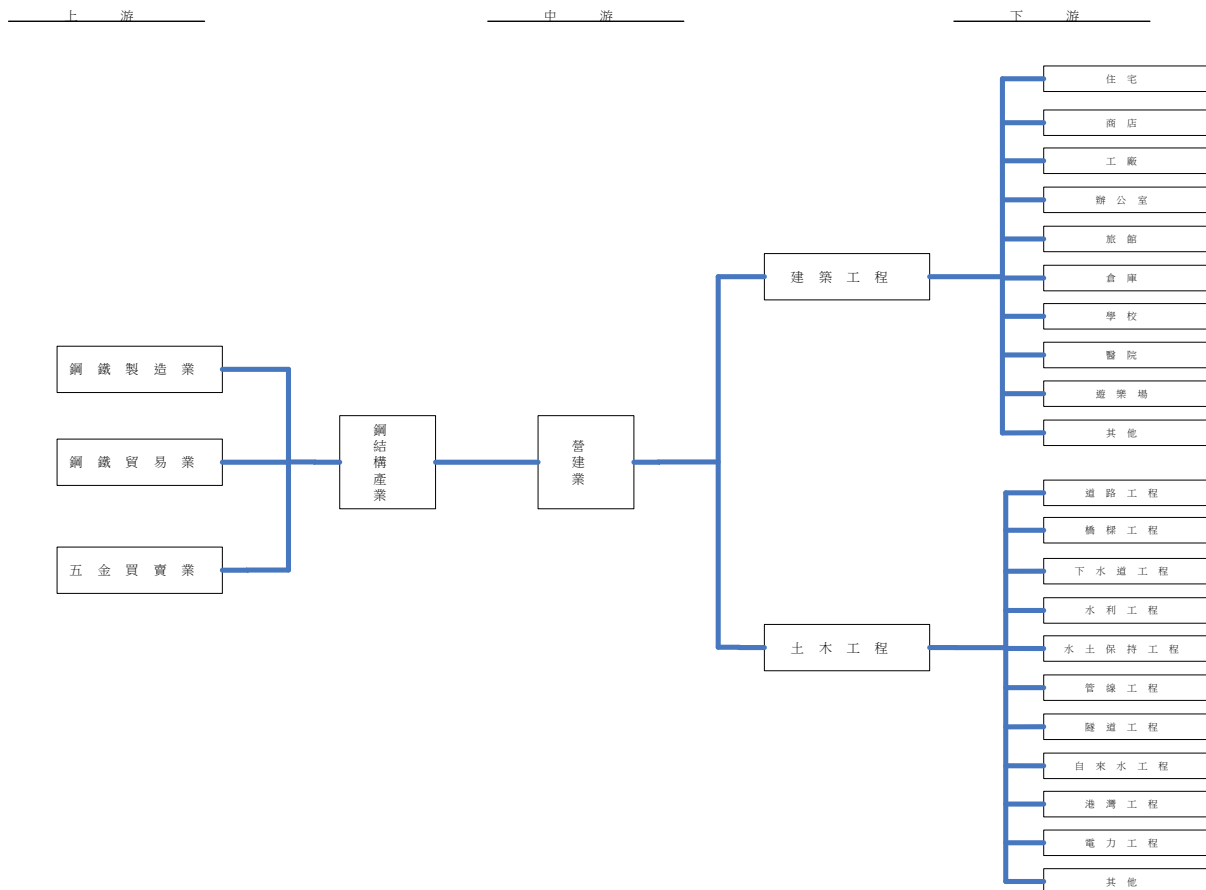 上游
中游
下游
鋼鐵製造業
鋼鐵貿易業
五金買賣業
鋼結構產業
營建業
建築工程
土木工程
住宅
商店
工廠
辦公室
旅館
倉庫
學校
醫院
遊樂場
其他
道路工程
橋樑工程
下水道工程
水利工程
水土保持工程
管線工程
隧道工程
自來水工程
港灣工程
電力工程
其他